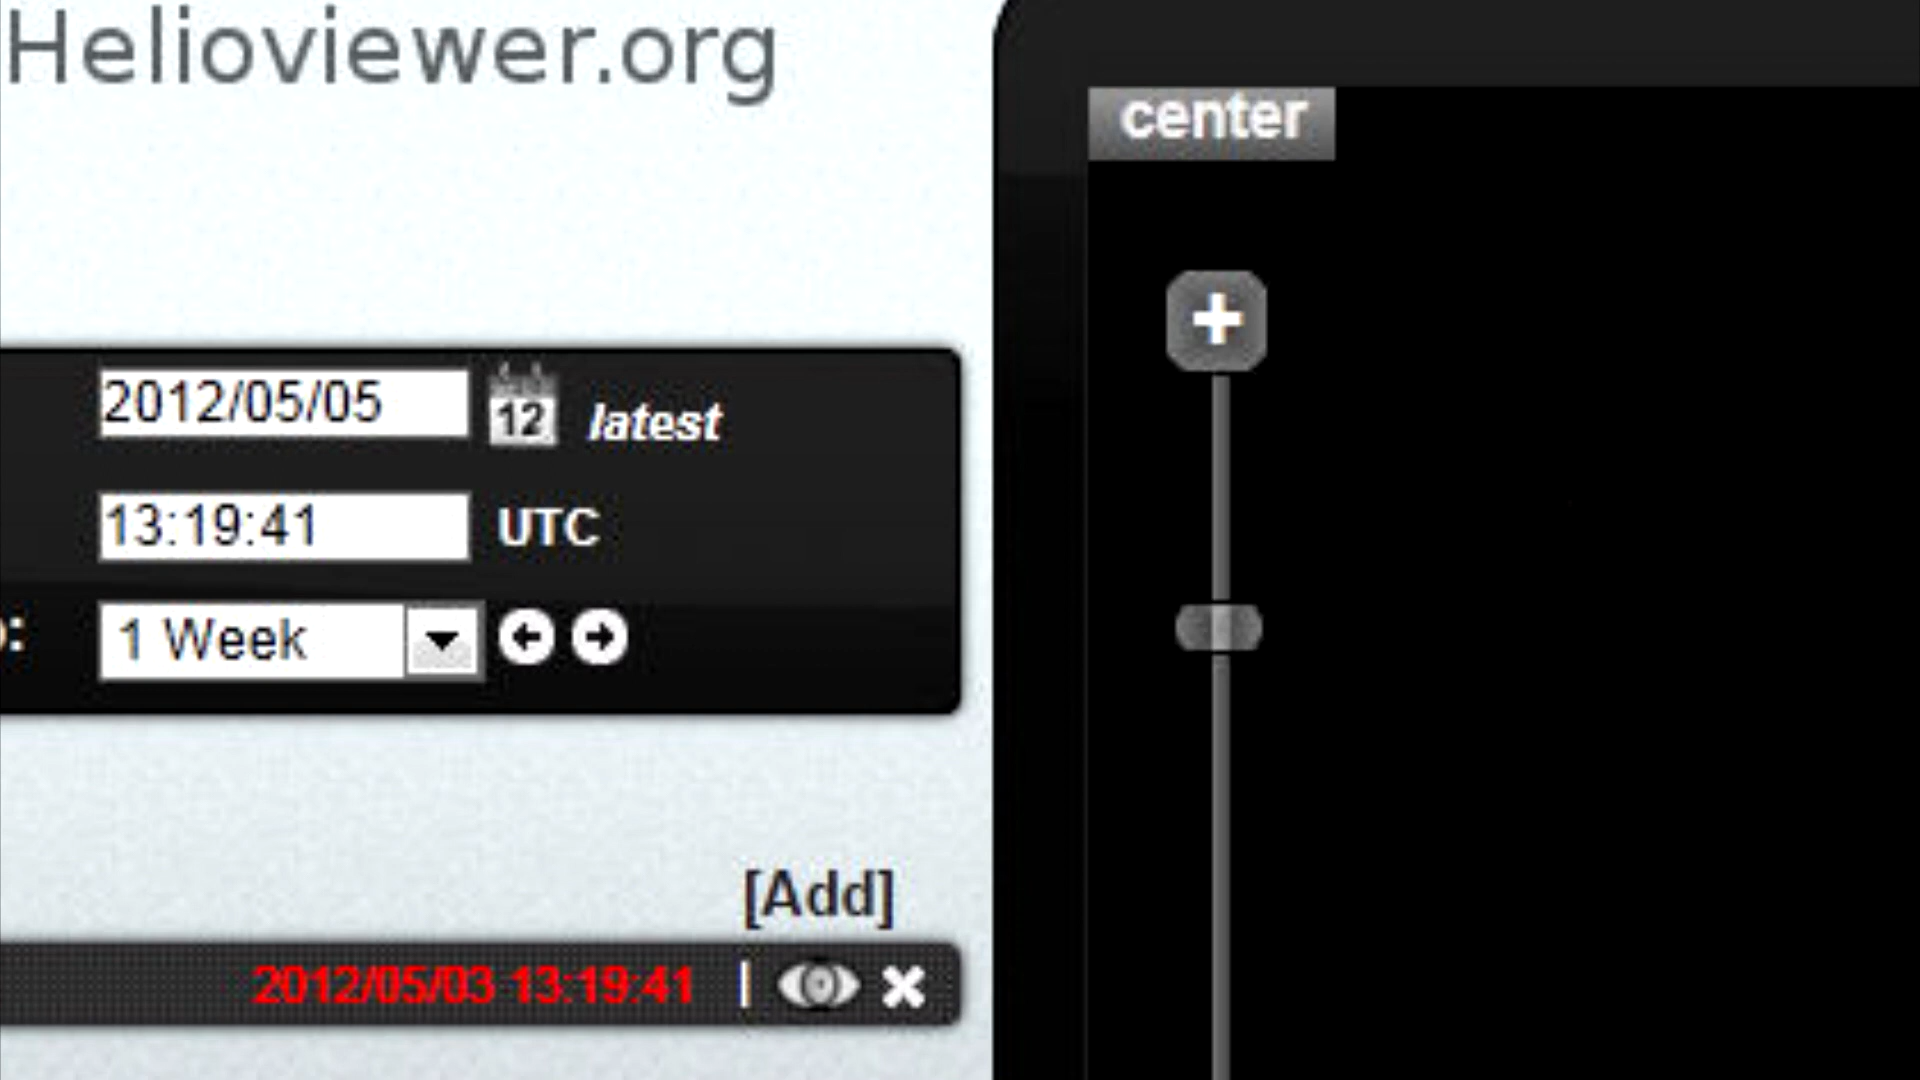 Helioviewer.org
center
2012/05/05 12 latest
13:19:41 UTC
: 1 Week
[Add]
2012/05/03 13:19:41